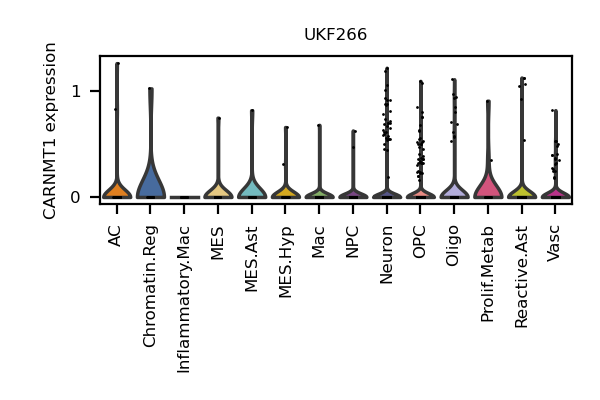 UKF266
CARNMT1 expression
1
0
AC
Chromatin.Reg
Inflammatory.Mac
MES
MES.Ast
MES.Hyp
Mac
NPC
Neuron
OPC
Oligo
Prolif.Metab
Reactive.Ast
Vasc